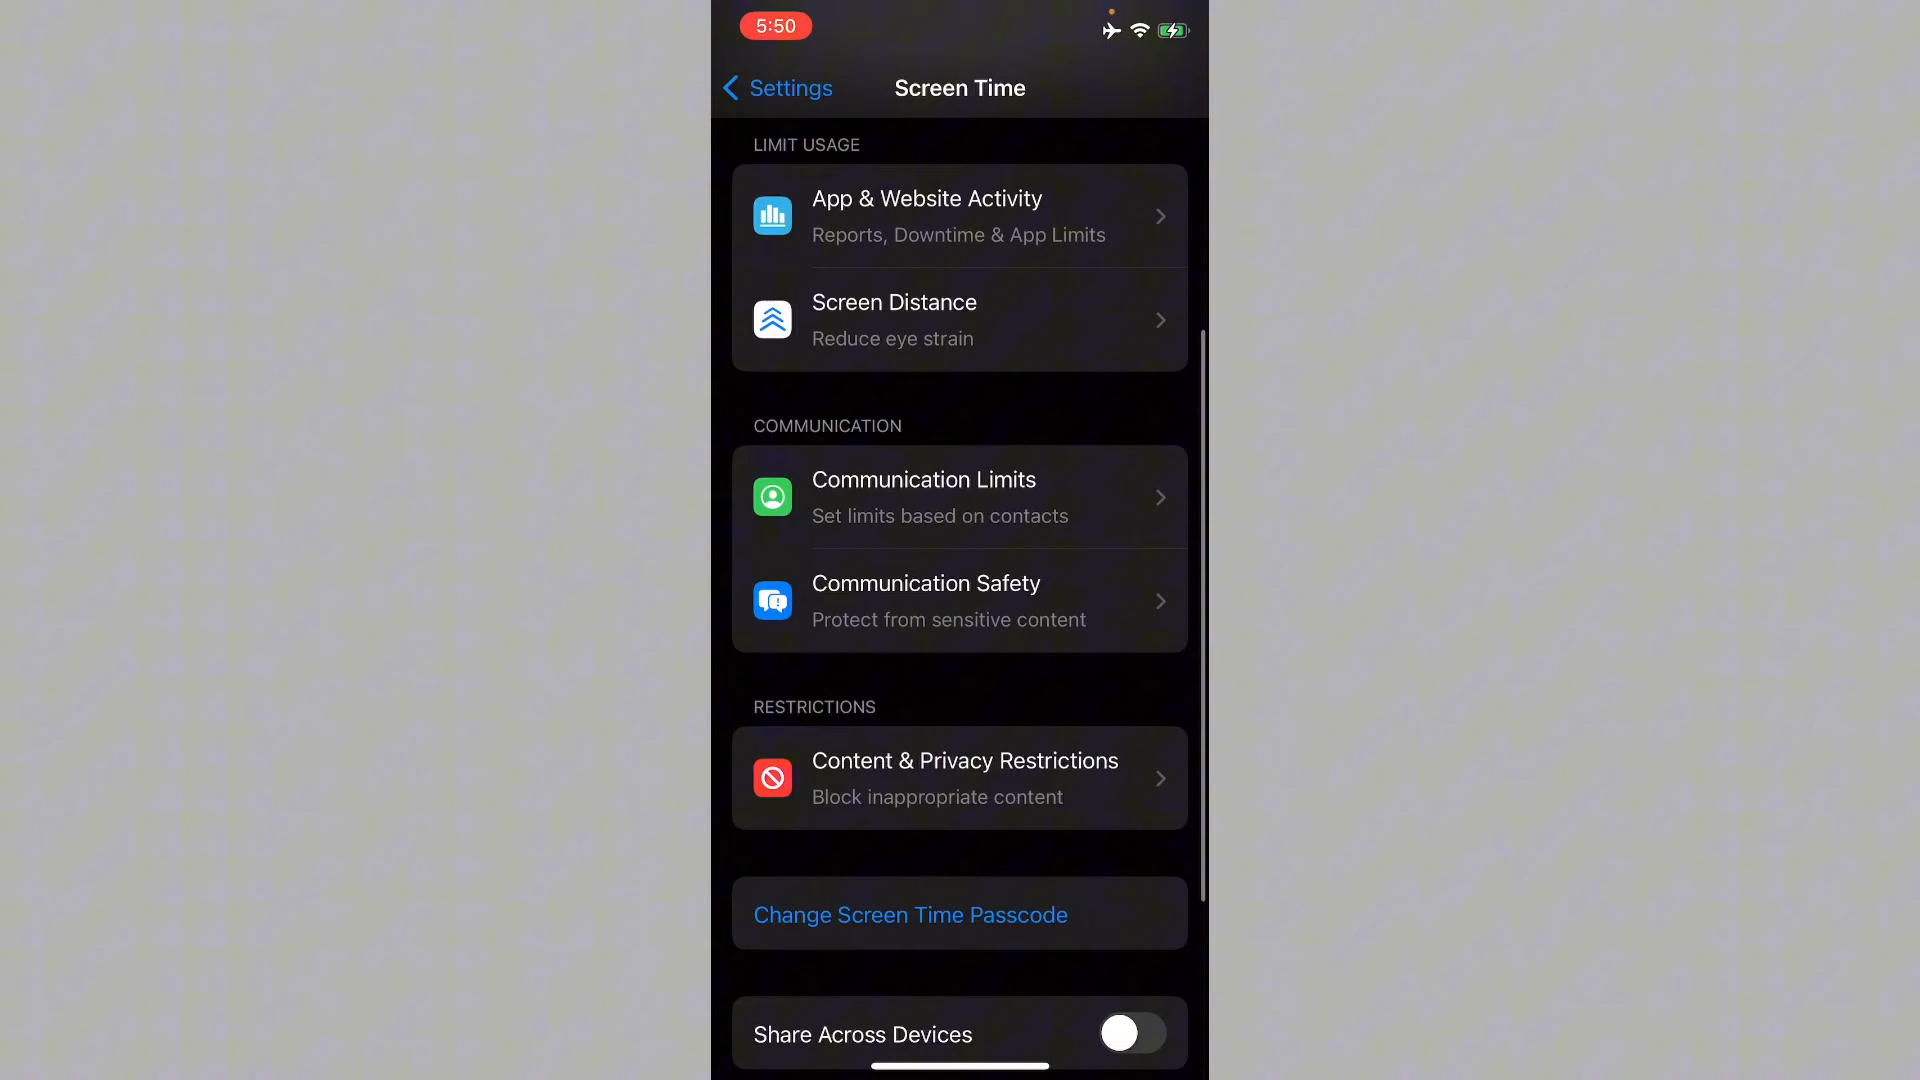 5:50
Settings
Screen Time
LIMIT USAGE
App & Website Activity
Reports, Downtime & App Limits
Screen Distance
Reduce eye strain
COMMUNICATION
Communication Limits
Set limits based on contacts
Communication Safety
Protect from sensitive content
RESTRICTIONS
Content & Privacy Restrictions
Block inappropriate content
Change Screen Time Passcode
Share Across Devices